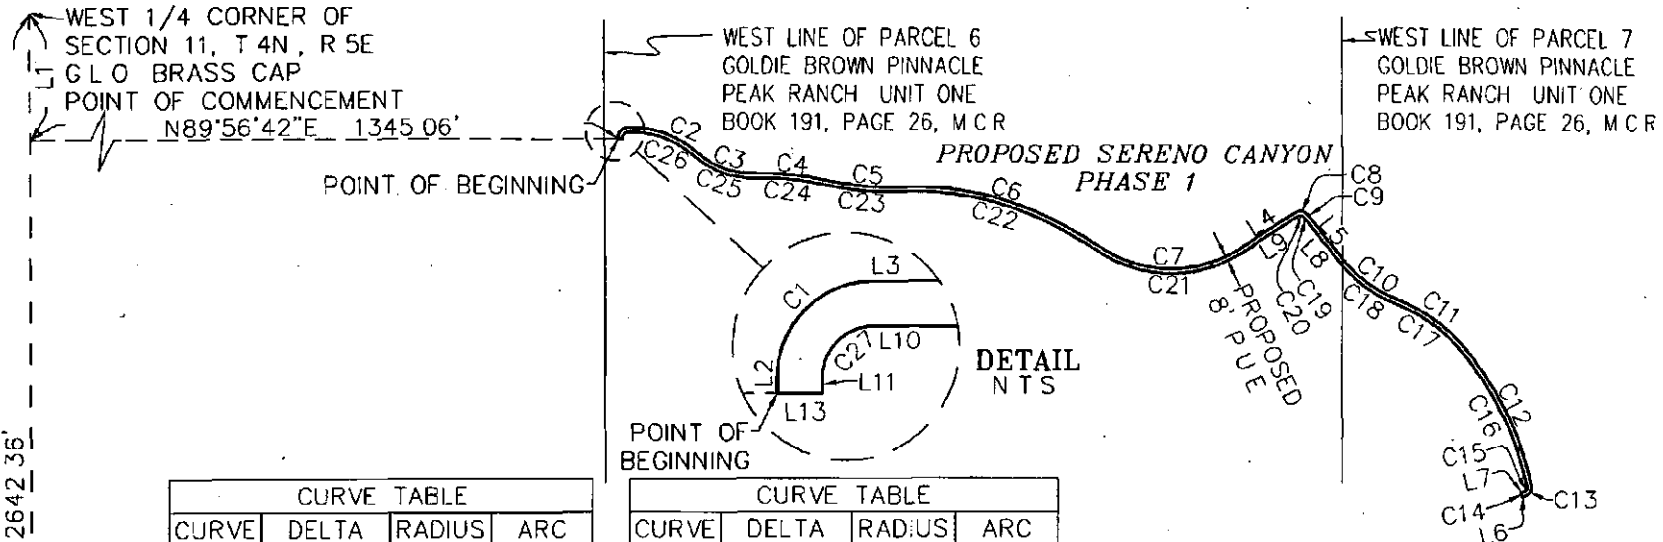 WEST 1/4 CORNER OF
SECTION 11, T 4N, R 5E
G L O BRASS CAP
POINT OF COMMENCEMENT
L1
N89°56'42"E 1345 06'
2642 36'
WEST LINE OF PARCEL 6
GOLDIE BROWN PINNACLE
PEAK RANCH UNIT ONE
BOOK 191, PAGE 26, M C R
WEST LINE OF PARCEL 7
GOLDIE BROWN PINNACLE
PEAK RANCH UNIT ONE
BOOK 191, PAGE 26, M C R
PROPOSED SERENO CANYON
PHASE 1
POINT OF BEGINNING
C2
C26
C3
C25
C4
C24
C5
C23
C6
C22
C7
C21
L4
L9
C8
C9
L5
L8
C19
C20
PROPOSED
8' P U E
C10
C18
C11
C17
C12
C16
C15
L7
C14
L6
C13
L3
C1
C27
L10
L2
L11
L13
DETAIL
N T S
POINT OF
BEGINNING
CURVE TABLE
CURVE DELTA RADIUS ARC
CURVE TABLE
CURVE DELTA RADIUS ARC